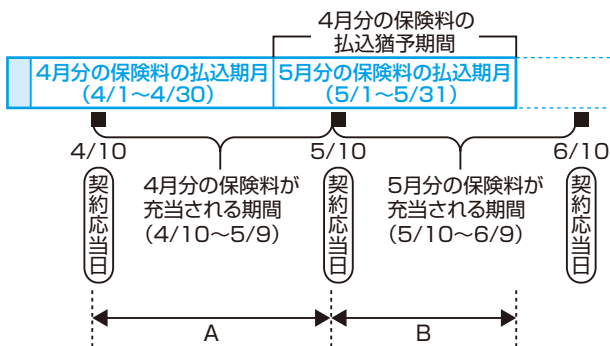 4月分の保険料の
払込猶予期間
4月分の保険料の払込期月
(4/1～4/30)
5月分の保険料の払込期月
(5/1～5/31)
4/10
5/10
6/10
契約応当日
4月分の保険料が
充当される期間
(4/10～5/9)
契約応当日
5月分の保険料が
充当される期間
(5/10～6/9)
契約応当日
A
B